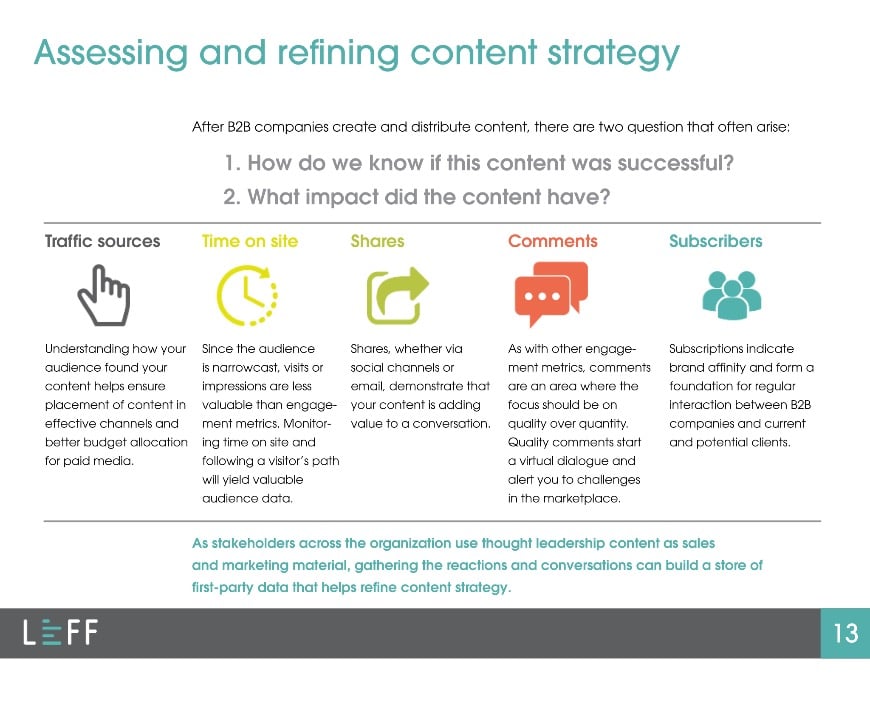 Assessing and refining content strategy
After B2B companies create and distribute content, there are two question that often arise:
1. How do we know if this content was successful?
2. What impact did the content have?
Traffic sources
Understanding how your
audience found your
content helps ensure
placement of content in
effective channels and
better budget allocation
for paid media.
Time on site
Since the audience
is narrowcast, visits or
impressions are less
valuable than engage-
ment metrics. Monitor-
ing time on site and
following a visitor's path
will yield valuable
audience data.
Shares
Shares, whether via
social channels or
email, demonstrate that
your content is adding
value to a conversation.
Comments
As with other engage-
ment metrics, comments
are an area where the
focus should be on
quality over quantity.
Quality comments start
a virtual dialogue and
alert you to challenges
in the marketplace.
Subscribers
Subscriptions indicate
brand affinity and form a
foundation for regular
interaction between B2B
companies and current
and potential clients.
As stakeholders across the organization use thought leadership content as sales
and marketing material, gathering the reactions and conversations can build a store of
first-party data that helps refine content strategy.
LEFF
13